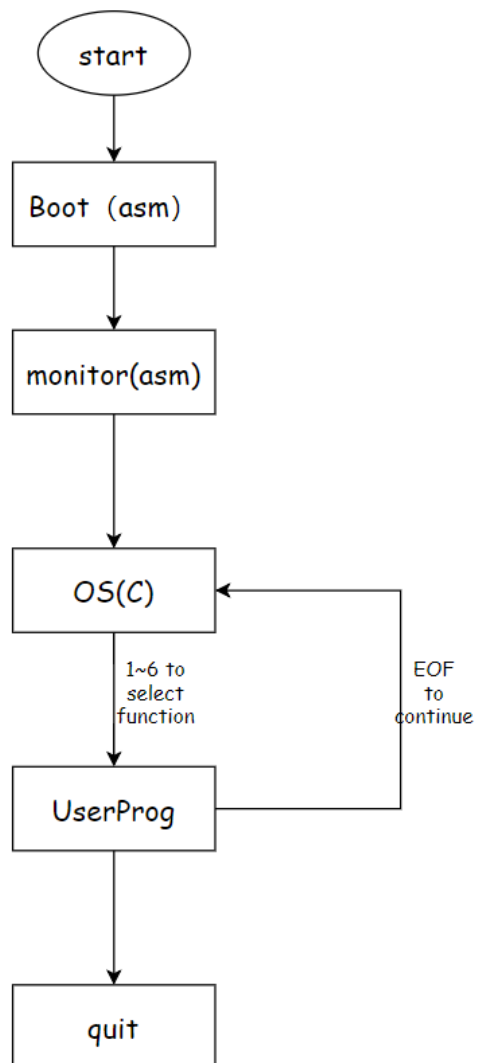 start
Boot（asm）
monitor(asm)
OS(C)
1~6 to
select
function
EOF
to
continue
UserProg
quit